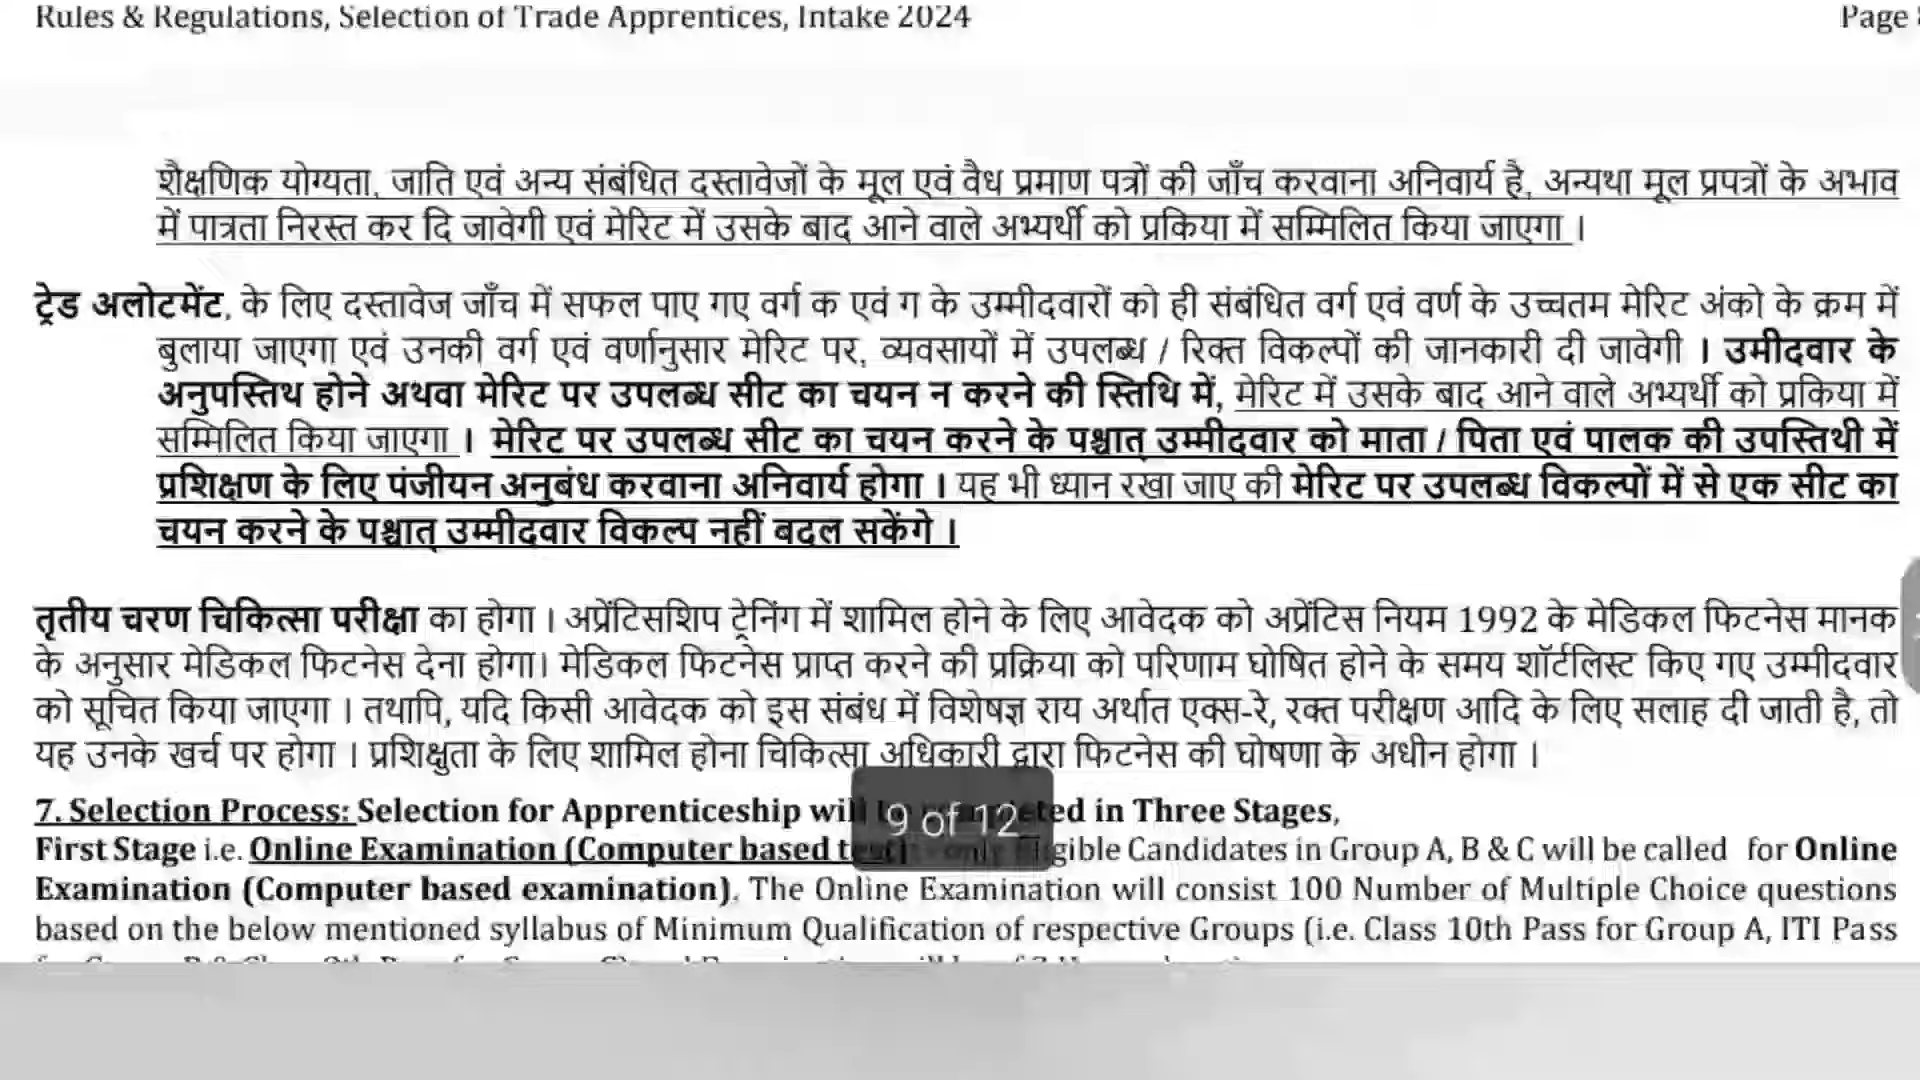 Rules & Regulations, Selection of Trade Apprentices, Intake 2024 Page
शैक्षणिक योग्यता, जाति एवं अन्य संबंधित दस्तावेजों के मूल एवं वैध प्रमाण पत्रों की जाँच करवाना अनिवार्य है, अन्यथा मूल प्रपत्रों के अभाव
में पात्रता निरस्त कर दि जावेगी एवं मेरिट में उसके बाद आने वाले अभ्यर्थी को प्रकिया में सम्मिलित किया जाएगा ।
ट्रेड अलोटमेंट, के लिए दस्तावेज जाँच में सफल पाए गए वर्ग क एवं ग के उम्मीदवारों को ही संबंधित वर्ग एवं वर्ण के उच्चतम मेरिट अंको के क्रम में
बुलाया जाएगा एवं उनकी वर्ग एवं वर्णानुसार मेरिट पर, व्यवसायों में उपलब्ध / रिक्त विकल्पों की जानकारी दी जावेगी । उमीदवार के
अनुपस्तिथ होने अथवा मेरिट पर उपलब्ध सीट का चयन न करने की स्तिथि में, मेरिट में उसके बाद आने वाले अभ्यर्थी को प्रकिया में
सम्मिलित किया जाएगा । मेरिट पर उपलब्ध सीट का चयन करने के पश्चात् उम्मीदवार को माता / पिता एवं पालक की उपस्तिथी में
प्रशिक्षण के लिए पंजीयन अनुबंध करवाना अनिवार्य होगा । यह भी ध्यान रखा जाए की मेरिट पर उपलब्ध विकल्पों में से एक सीट का
चयन करने के पश्चात् उम्मीदवार विकल्प नहीं बदल सकेंगे ।
तृतीय चरण चिकित्सा परीक्षा का होगा । अप्रेंटिसशिप ट्रेनिंग में शामिल होने के लिए आवेदक को अप्रेंटिस नियम 1992 के मेडिकल फिटनेस मानक
के अनुसार मेडिकल फिटनेस देना होगा। मेडिकल फिटनेस प्राप्त करने की प्रक्रिया को परिणाम घोषित होने के समय शॉर्टलिस्ट किए गए उम्मीदवार
को सूचित किया जाएगा । तथापि, यदि किसी आवेदक को इस संबंध में विशेषज्ञ राय अर्थात एक्स-रे, रक्त परीक्षण आदि के लिए सलाह दी जाती है, तो
यह उनके खर्च पर होगा । प्रशिक्षुता के लिए शामिल होना चिकित्सा अधिकारी द्वारा फिटनेस की घोषणा के अधीन होगा ।
7. Selection Process: Selection for Apprenticeship will in Three Stages,
9 of 12
First Stage i.e. Online Examination (Computer based Candidates in Group A, B & C will be called for Online
Examination (Computer based examination). The Online Examination will consist 100 Number of Multiple Choice questions
based on the below mentioned syllabus of Minimum Qualification of respective Groups (i.e. Class 10th Pass for Group A, ITI Pass